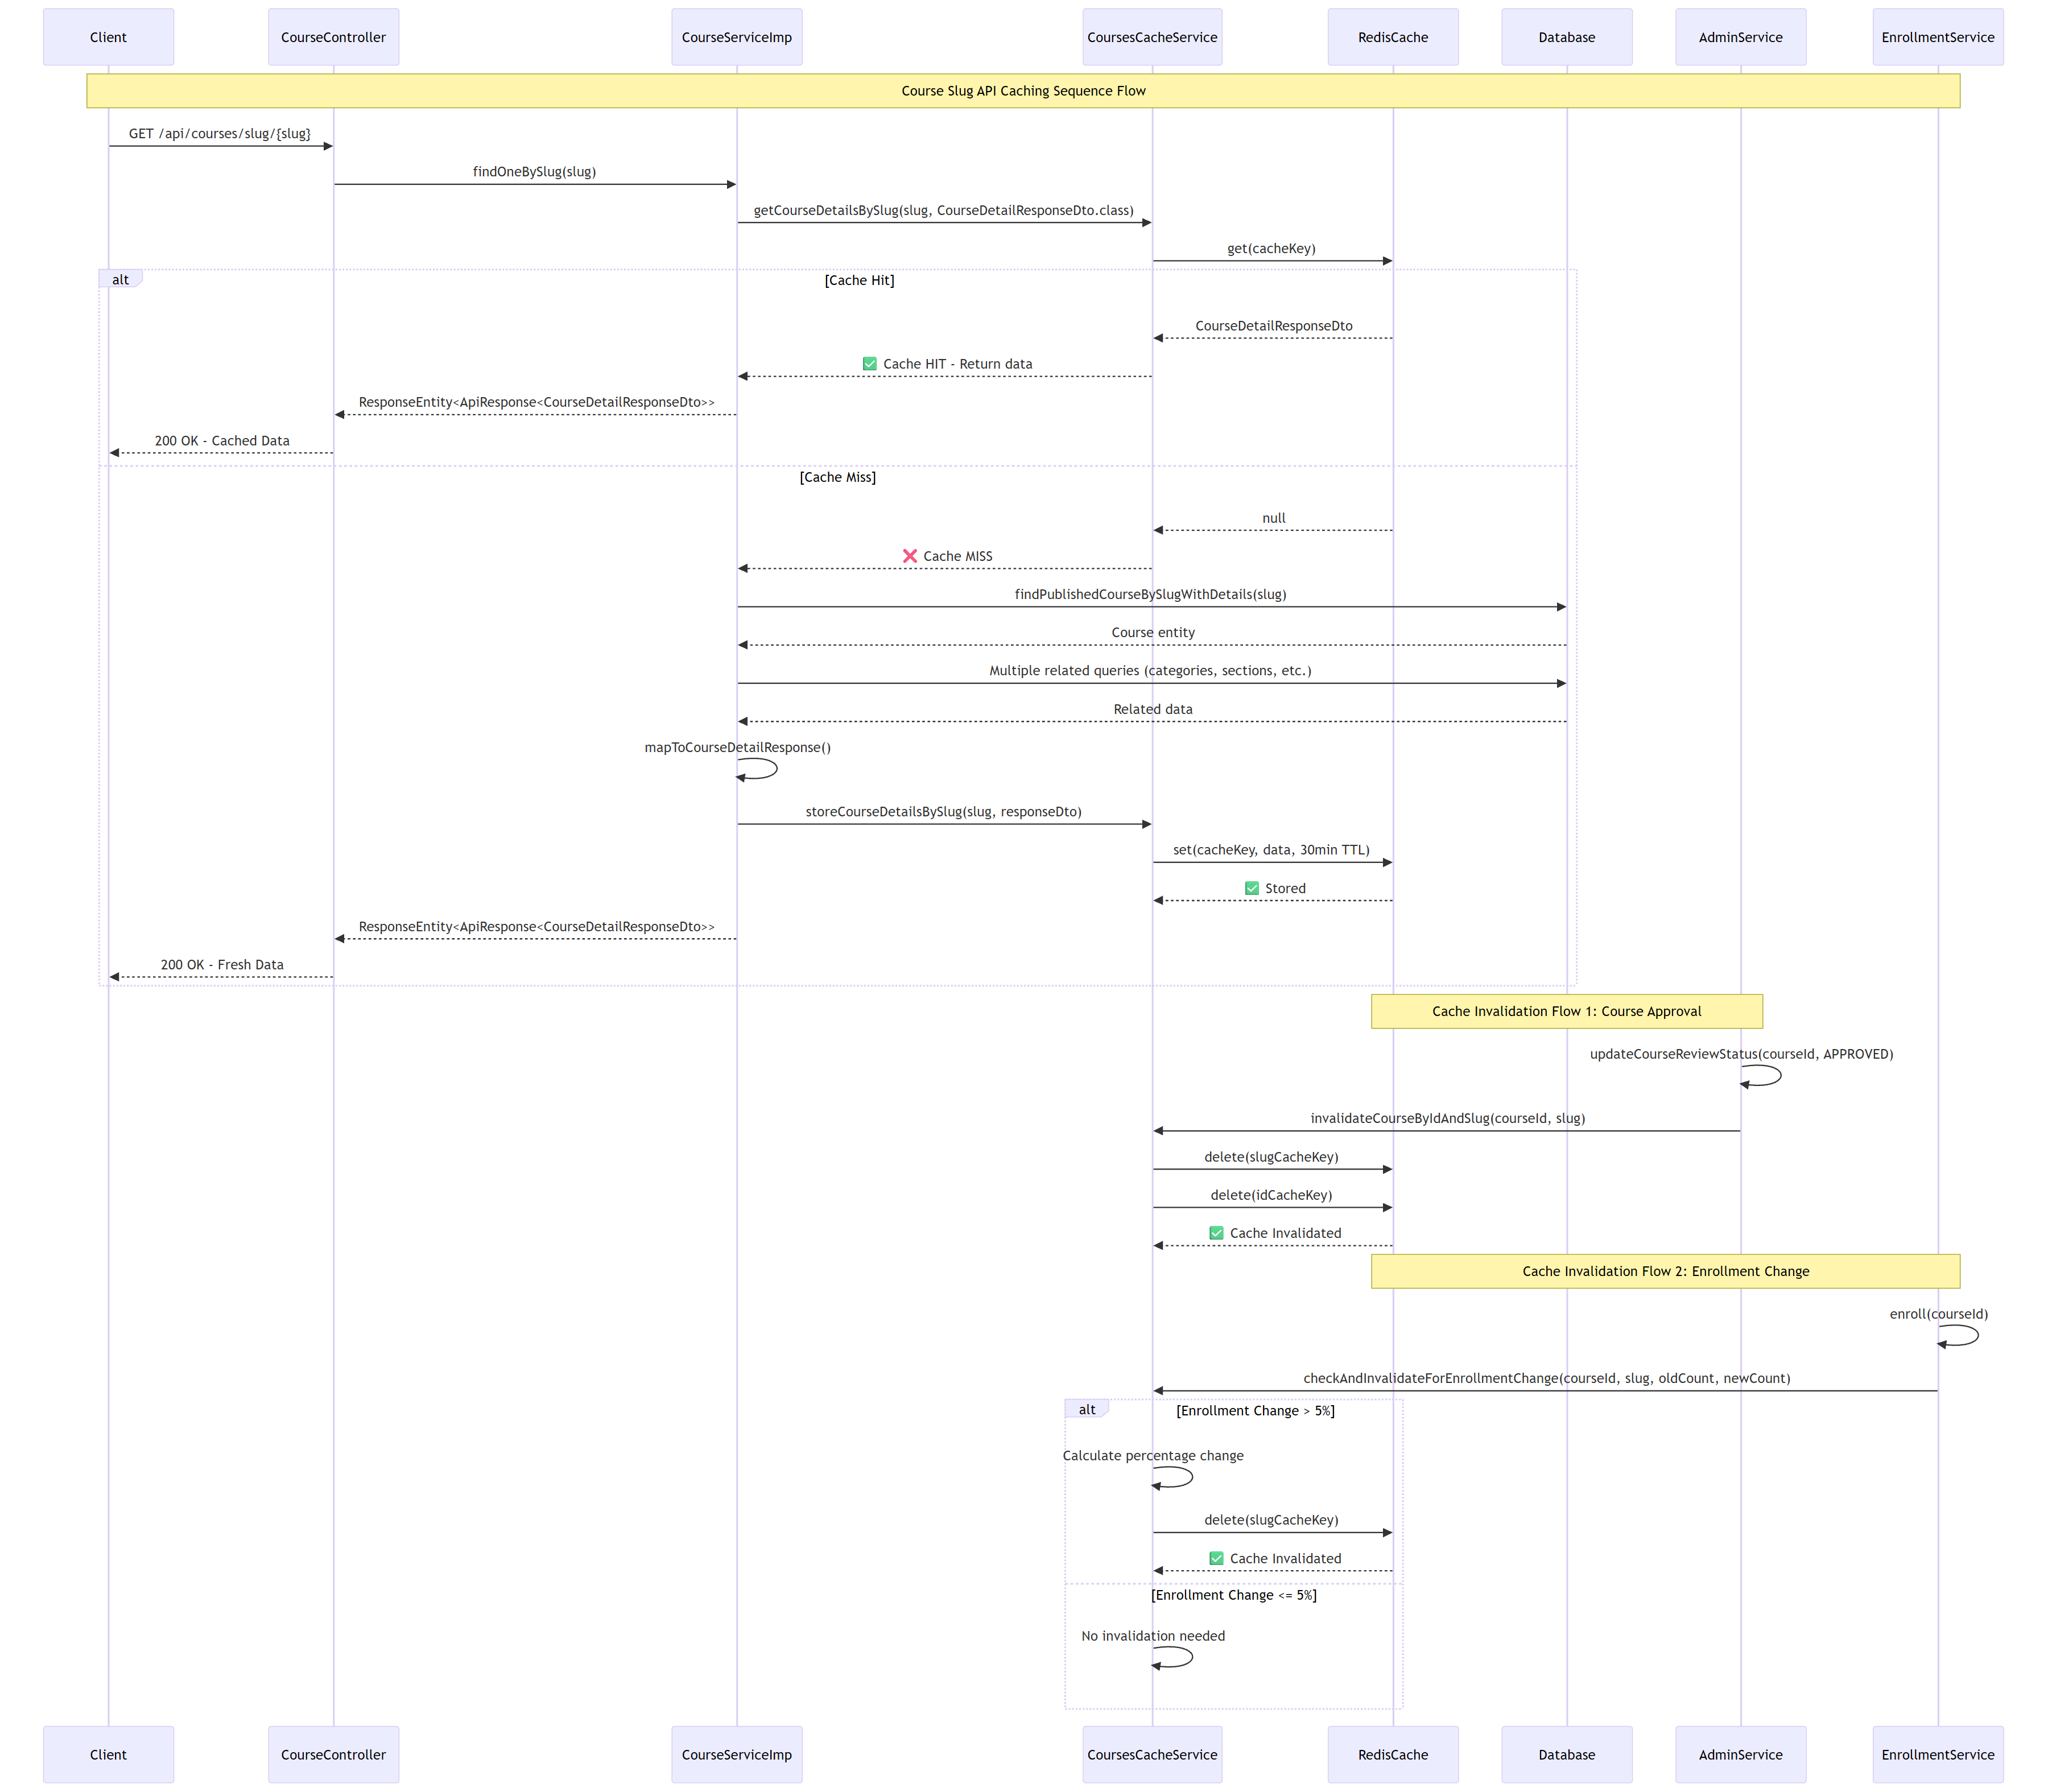 Client
CourseController
CourseServiceImp
CoursesCacheService
RedisCache
Database
AdminService
EnrollmentService
Course Slug API Caching Sequence Flow
GET /api/courses/slug/{slug}
findOneBySlug(slug)
getCourseDetailsBySlug(slug, CourseDetailResponseDto.class)
get(cacheKey)
alt
[Cache Hit]
CourseDetailResponseDto
✅ Cache HIT - Return data
ResponseEntity<ApiResponse<CourseDetailResponseDto>>
200 OK - Cached Data
[Cache Miss]
null
❌ Cache MISS
findPublishedCourseBySlugWithDetails(slug)
Course entity
Multiple related queries (categories, sections, etc.)
Related data
mapToCourseDetailResponse()
storeCourseDetailsBySlug(slug, responseDto)
set(cacheKey, data, 30min TTL)
✅ Stored
ResponseEntity<ApiResponse<CourseDetailResponseDto>>
200 OK - Fresh Data
Cache Invalidation Flow 1: Course Approval
updateCourseReviewStatus(courseId, APPROVED)
invalidateCourseByIdAndSlug(courseId, slug)
delete(slugCacheKey)
delete(idCacheKey)
✅ Cache Invalidated
Cache Invalidation Flow 2: Enrollment Change
enroll(courseId)
checkAndInvalidateForEnrollmentChange(courseId, slug, oldCount, newCount)
alt
[Enrollment Change > 5%]
Calculate percentage change
delete(slugCacheKey)
✅ Cache Invalidated
[Enrollment Change <= 5%]
No invalidation needed
Client
CourseController
CourseServiceImp
CoursesCacheService
RedisCache
Database
AdminService
EnrollmentService